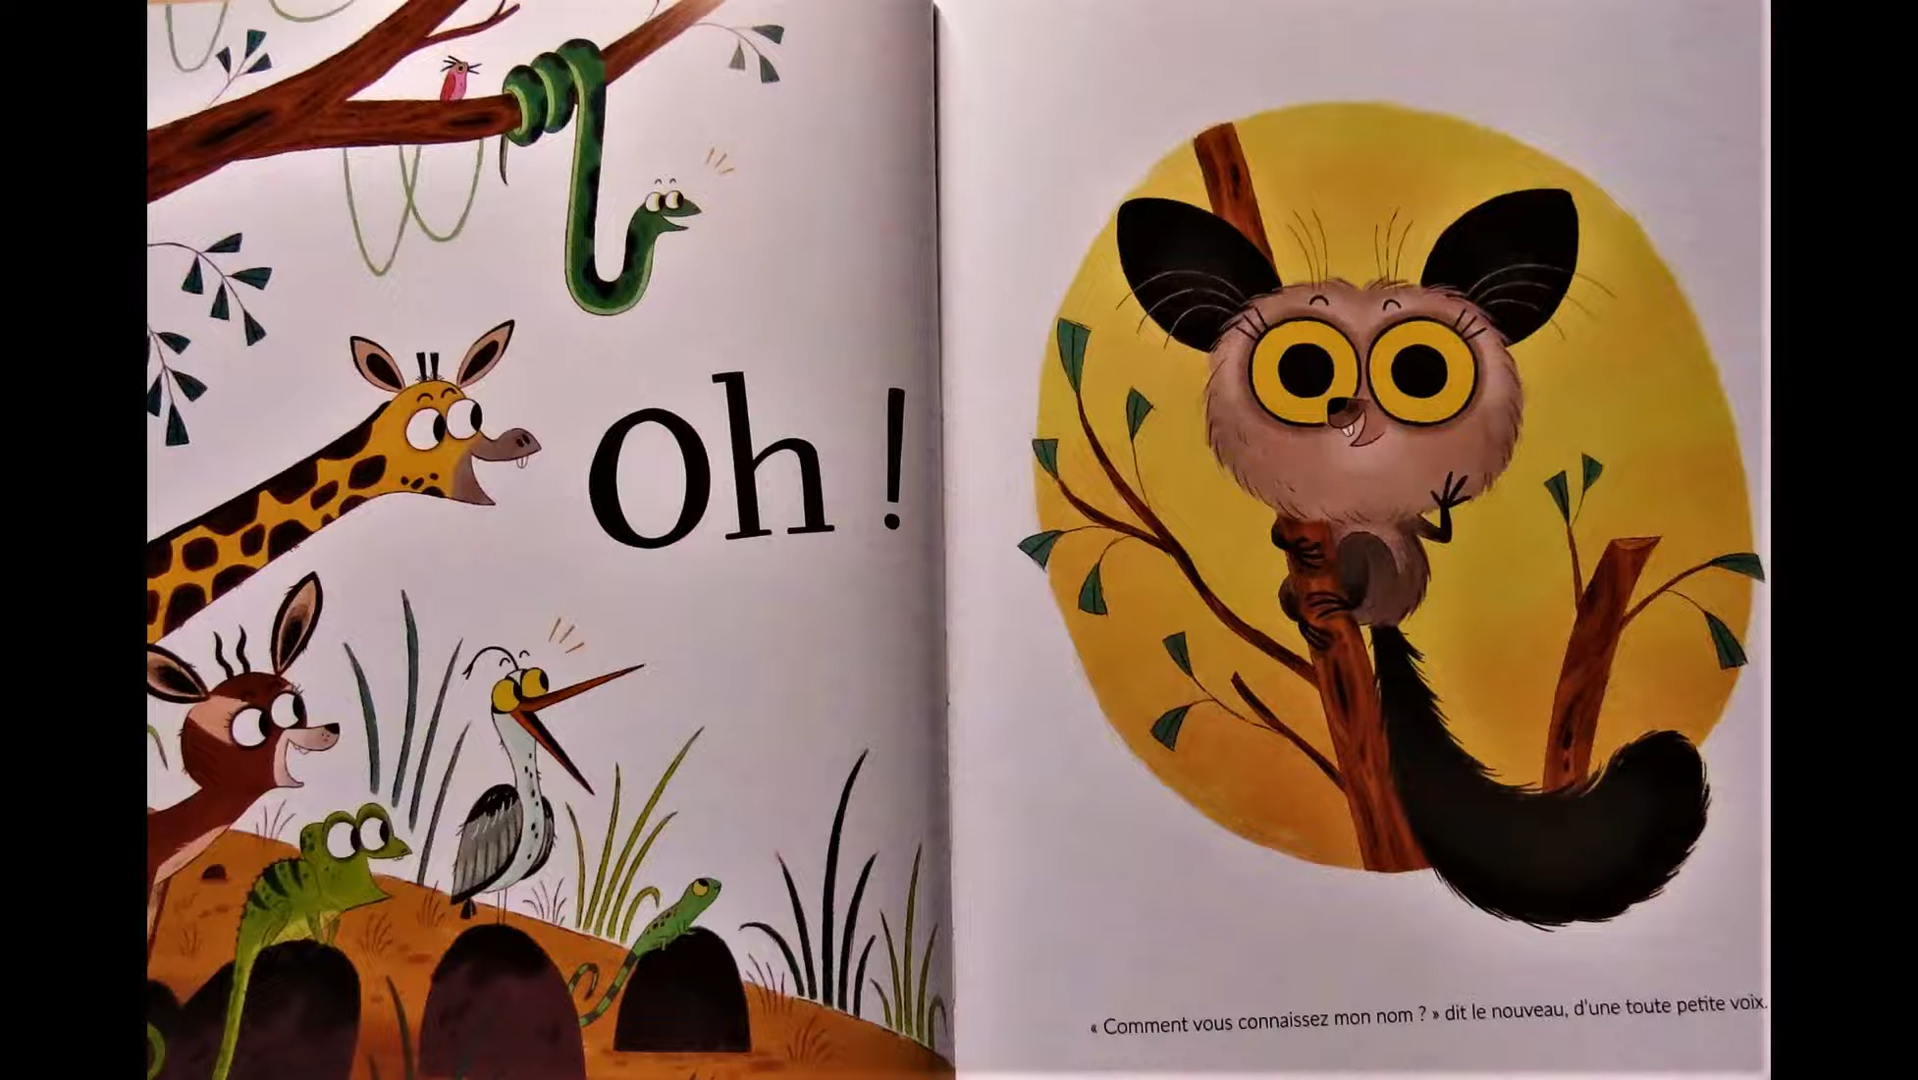 Oh !
« Comment vous connaissez mon nom ? » dit le nouveau, d'une toute petite voix.